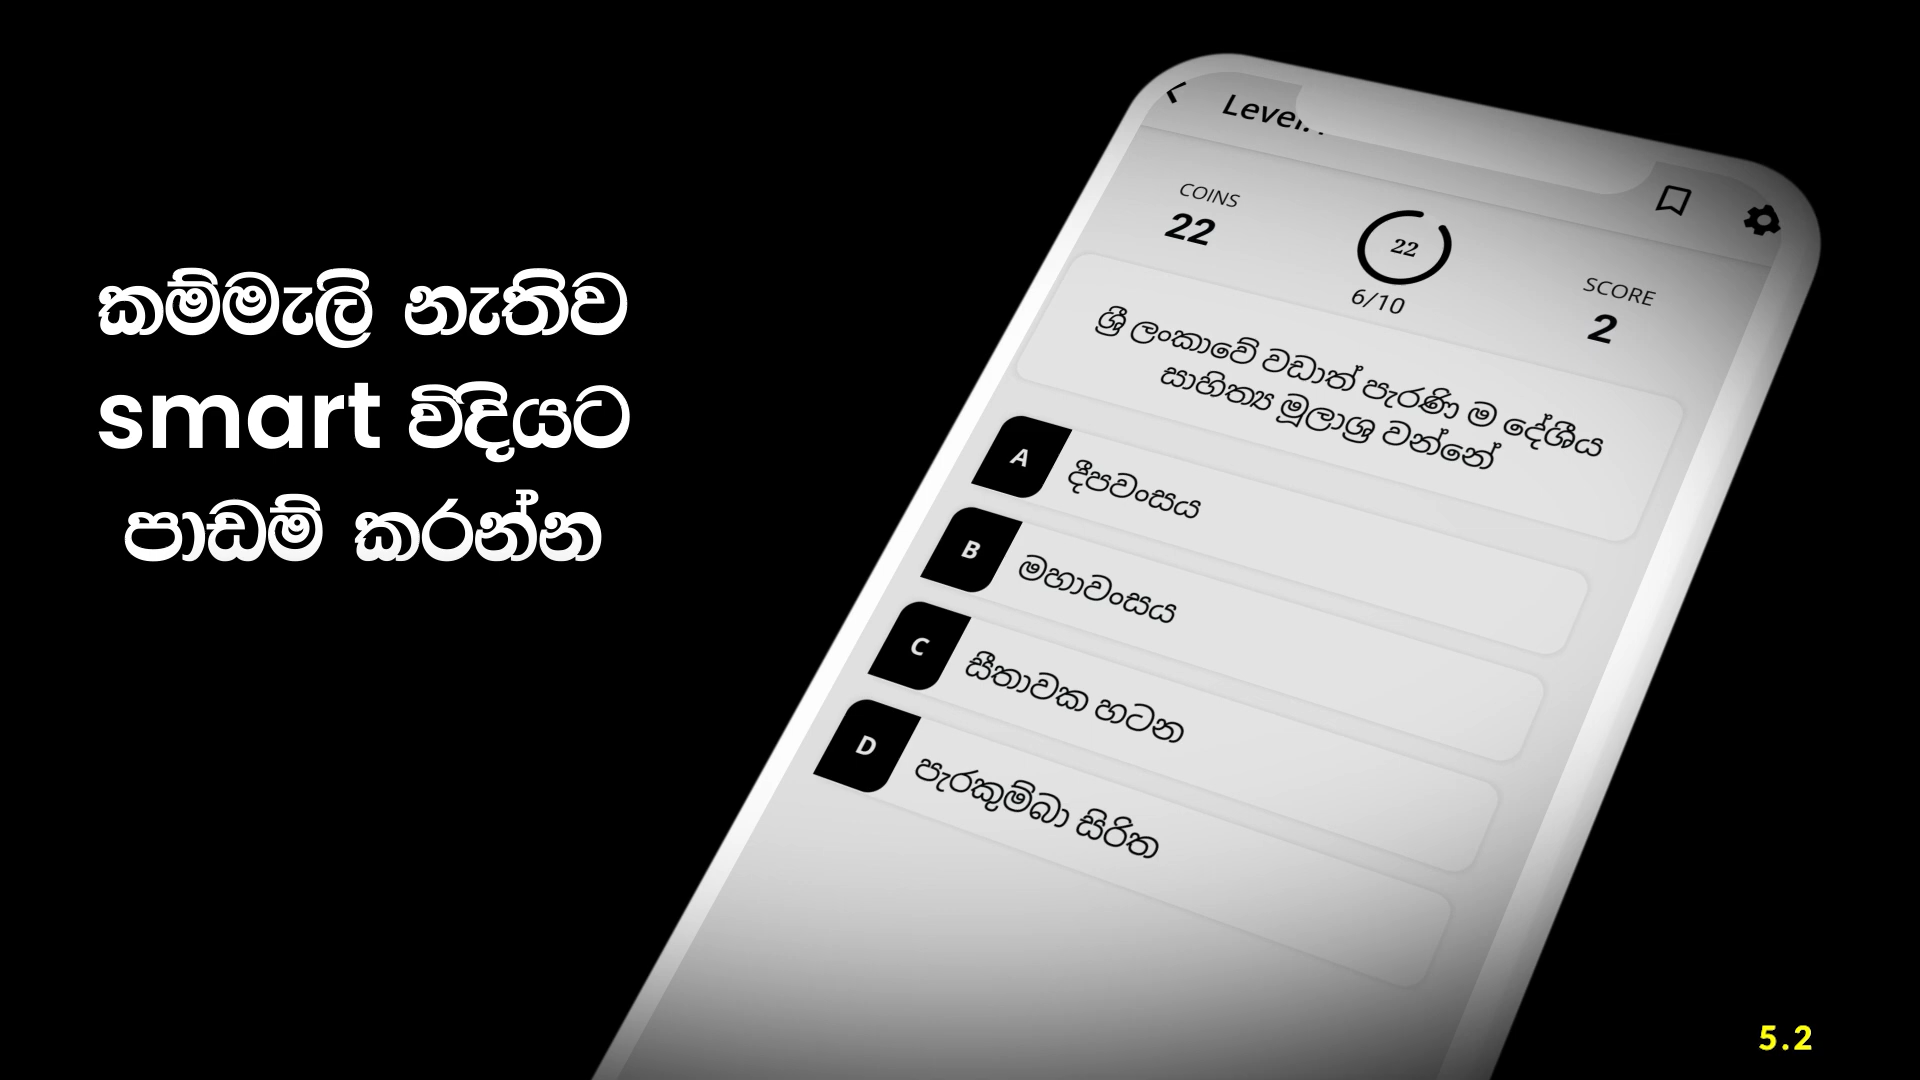 කම්මැලි නැතිව
smart විදියට
පාඩම් කරන්න
COINS
22
22
6/10
SCORE
2
ශ්‍රී ලංකාවේ වඩාත් පැරණි ම දේශීය
සාහිත්‍ය මූලාශ්‍ර වන්නේ
A
දීපවංසය
B
මහාවංසය
C
සීතාවක හටන
D
පැරකුම්බා සිරිත
5.2